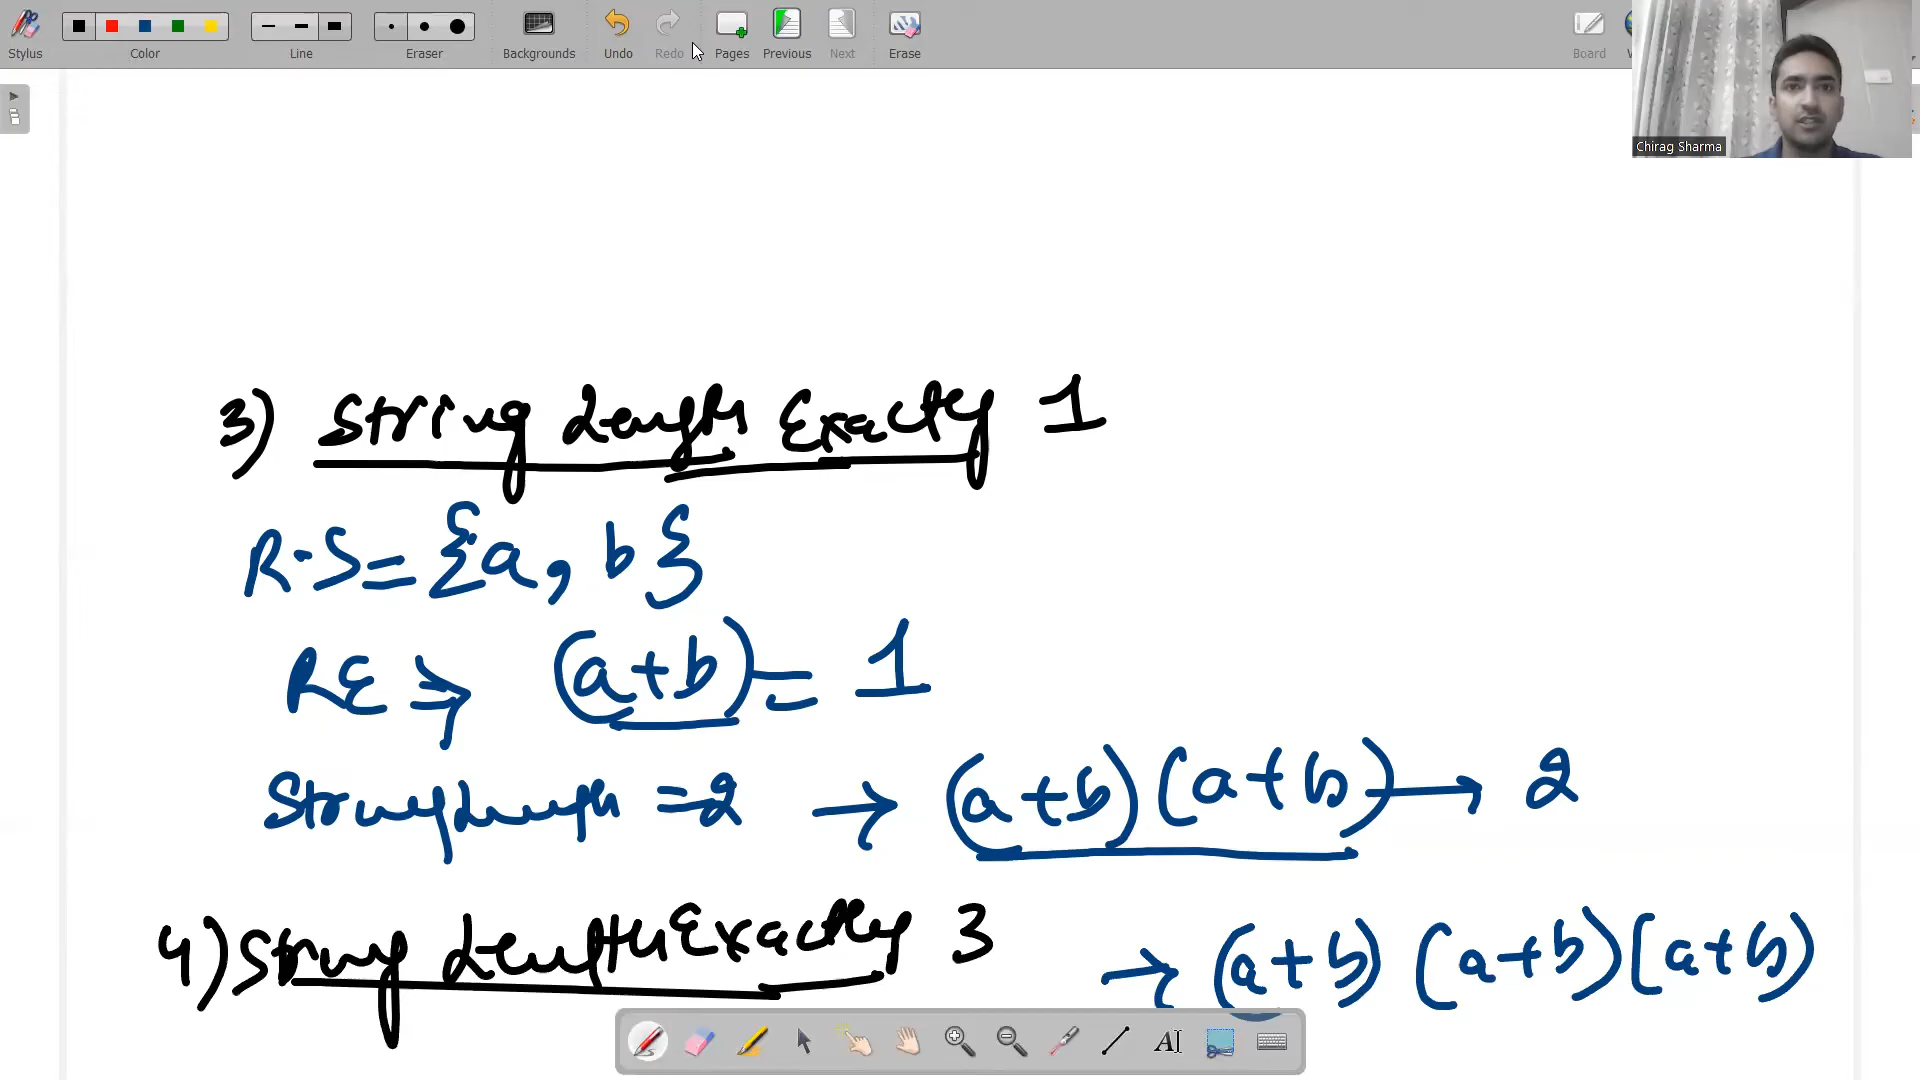 Stylus Color Line Eraser Backgrounds Undo Redo Pages Previous Next Erase Board
Chirag Sharma
3) String Length Exactly 1
R.S = {a, b}
RE ⇒ (a+b) = 1
String Length = 2 → (a+b) (a+b) → 2
4) String Length Exactly 3 → (a+b) (a+b) (a+b)